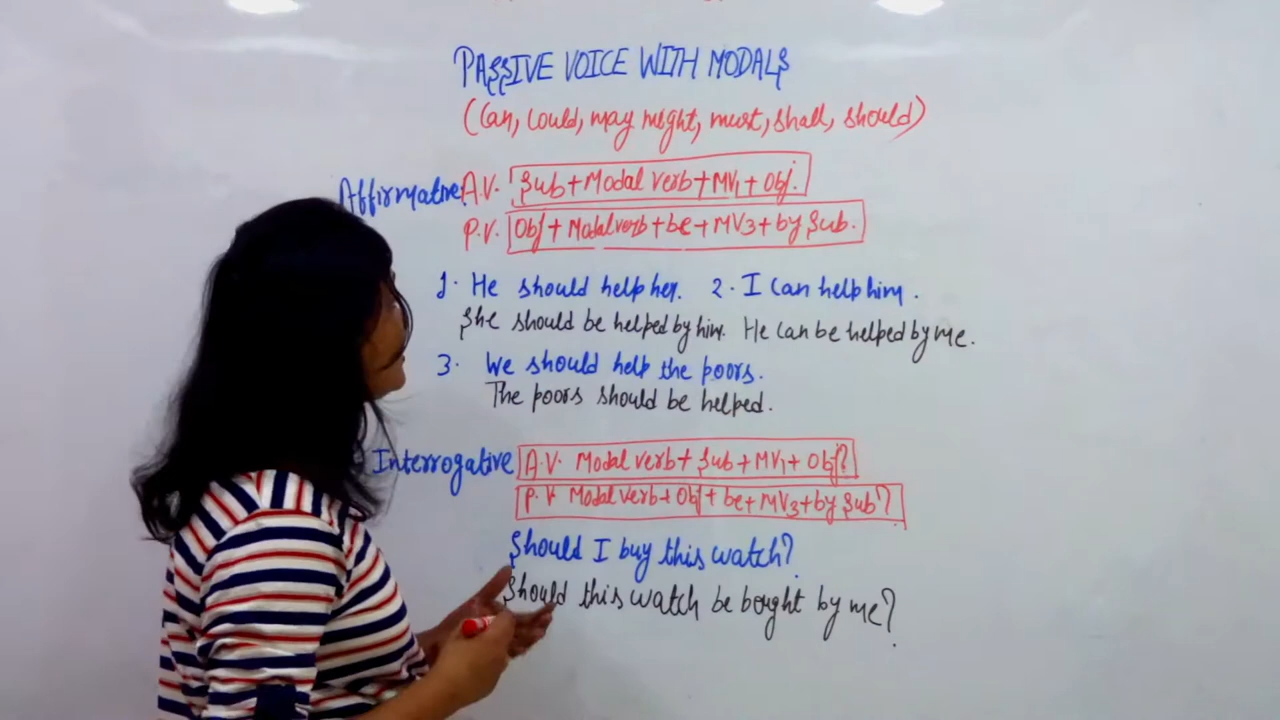 PASSIVE VOICE WITH MODALS
(Can, Could, may might, must, shall, should)
Affirmative A.V. Sub+Modal verb+MV1+Obj.
P.V. Obj+Modal verb+be+MV3+by Sub.
1. He should help her. 2. I can help him.
She should be helped by him. He can be helped by me.
3. We should help the poors.
The poors should be helped.
Interrogative A.V. Modal verb+Sub+MV1+Obj?
P.V. Modal verb+Obj+be+MV3+by Sub?
Should I buy this watch?
Should this watch be bought by me?